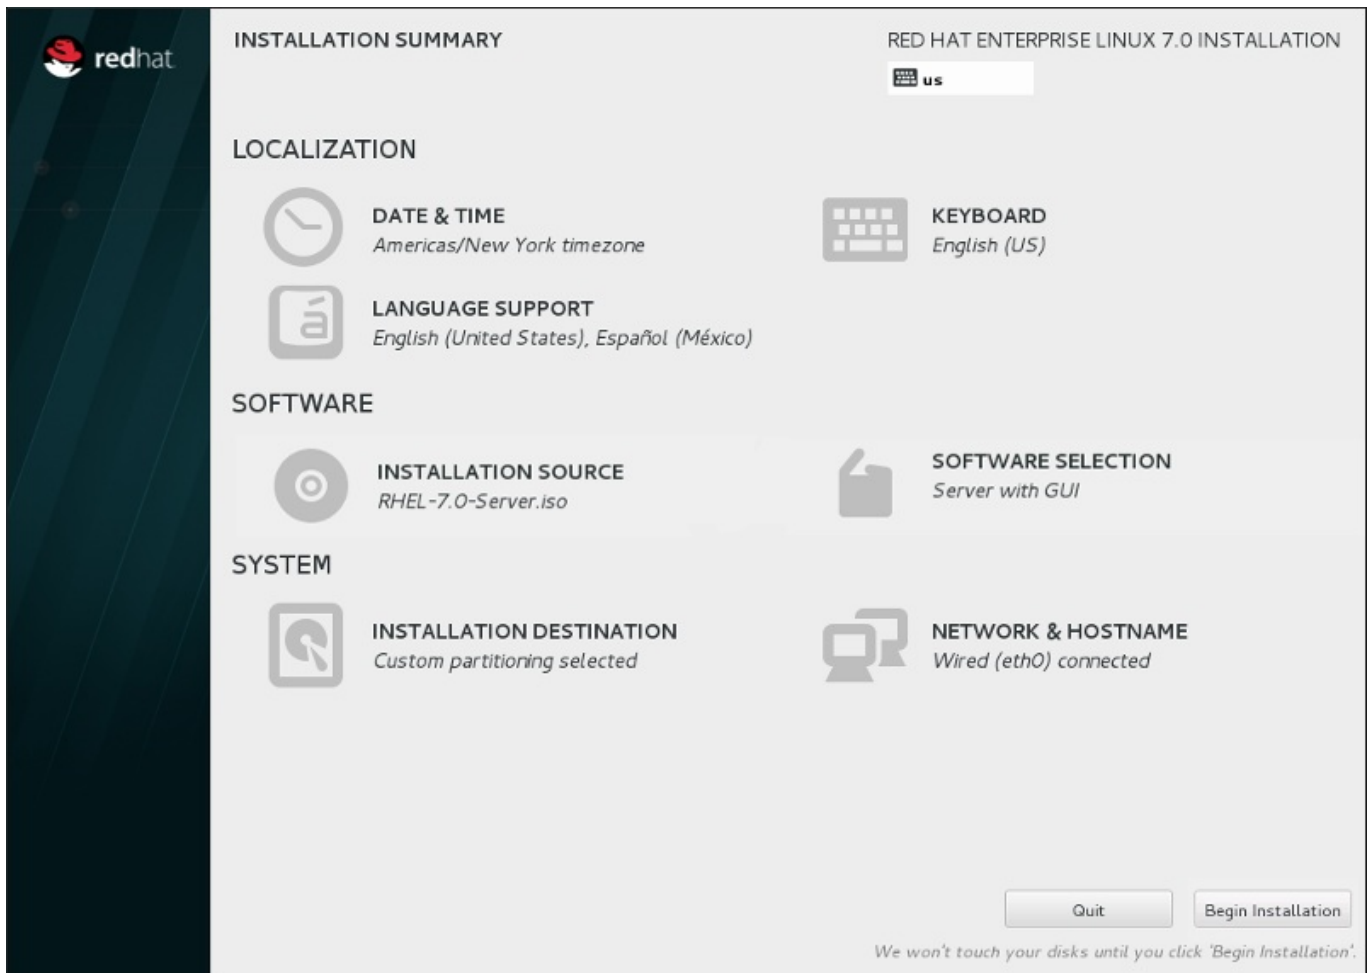 redhat
INSTALLATION SUMMARY
RED HAT ENTERPRISE LINUX 7.0 INSTALLATION
us
LOCALIZATION
DATE & TIME
Americas/New York timezone
KEYBOARD
English (US)
LANGUAGE SUPPORT
English (United States), Español (México)
SOFTWARE
INSTALLATION SOURCE
RHEL-7.0-Server.iso
SOFTWARE SELECTION
Server with GUI
SYSTEM
INSTALLATION DESTINATION
Custom partitioning selected
NETWORK & HOSTNAME
Wired (eth0) connected
Quit
Begin Installation
We won't touch your disks until you click 'Begin Installation'.